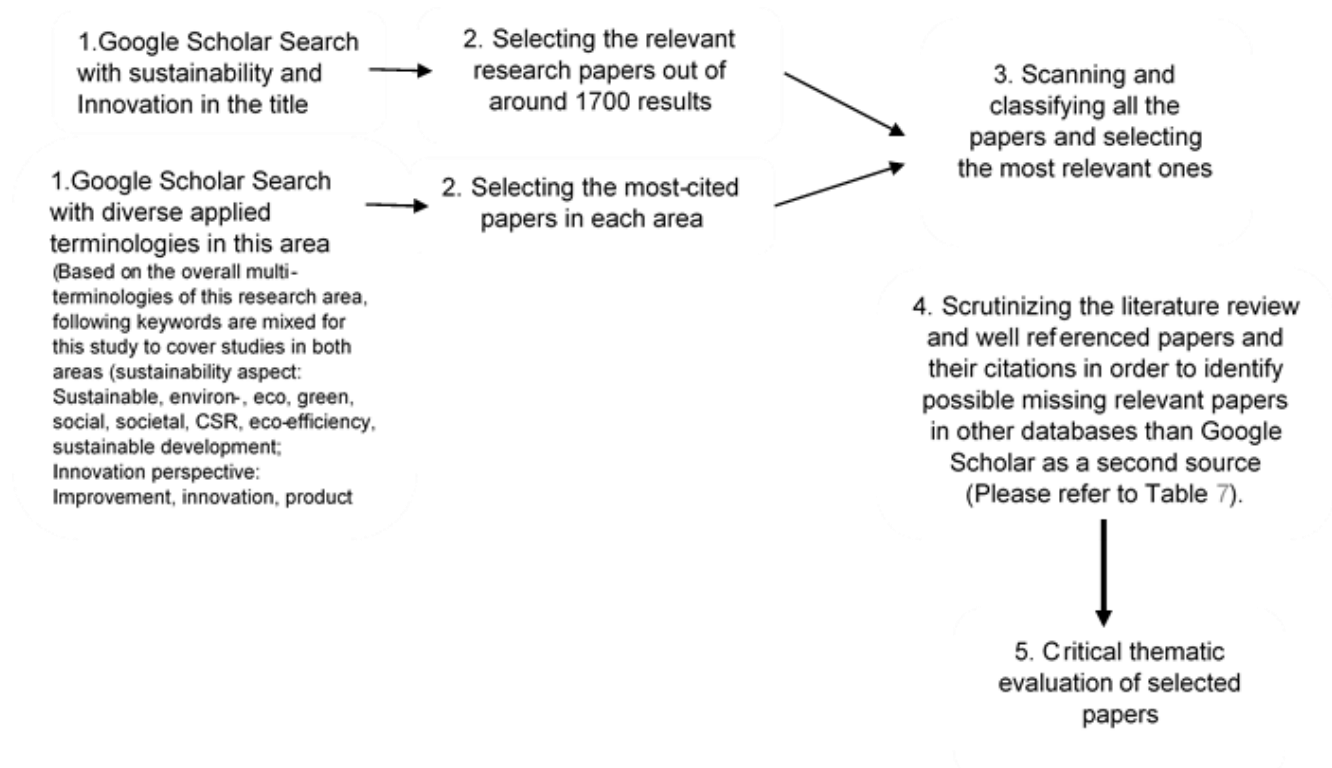 1.Google Scholar Search
with sustainability and
Innovation in the title
2. Selecting the relevant
research papers out of
around 1700 results
3. Scanning and
classifying all the
papers and selecting
the most relevant ones
1.Google Scholar Search
with diverse applied
terminologies in this area
(Based on the overall multi-
terminologies of this research area,
following keywords are mixed for
this study to cover studies in both
areas (sustainability aspect:
Sustainable, environ-, eco, green,
social, societal, CSR, eco-efficiency,
sustainable development;
Innovation perspective:
Improvement, innovation, product
2. Selecting the most-cited
papers in each area
4. Scrutinizing the literature review
and well referenced papers and
their citations in order to identify
possible missing relevant papers
in other databases than Google
Scholar as a second source
(Please refer to Table 7).
5. Critical thematic
evaluation of selected
papers